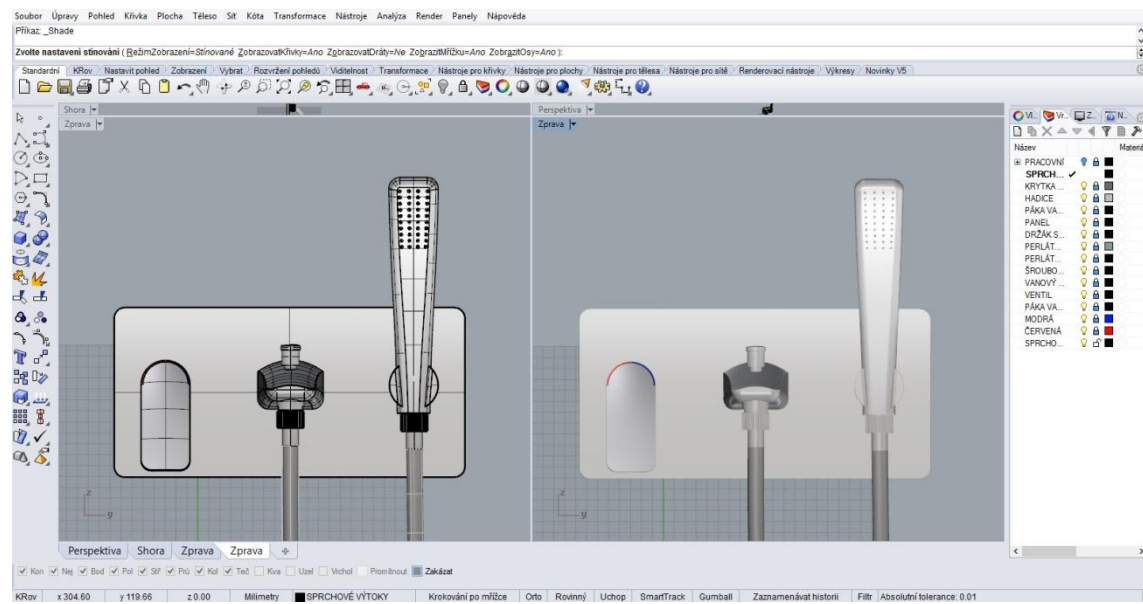 Soubor Úpravy Pohled Křivka Plocha Těleso Síť Kóta Transformace Nástroje Analýza Render Panely Nápověda
Příkaz: _Shade
Zvolte nastavení stínování ( RežimZobrazení=Stínované ZobrazovatKřivky=Ano ZobrazovatDráty=Ne ZobrazitMřížku=Ano ZobrazitOsy=Ano ):
Standardní KRov Nastavit pohled Zobrazení Vybrat Rozvržení pohledů Viditelnost Transformace Nástroje pro křivky Nástroje pro plochy Nástroje pro tělesa Nástroje pro sítě Renderovací nástroje Výkresy Novinky V5
Shora
Perspektiva
Zprava
Zprava
Vl... Vr... Z... N...
Název Materiá
PRACOVNÍ
SPRCH...
KRYTKA ...
HADICE
PÁKA VA...
PANEL
DRŽÁK S...
PERLÁT...
PERLÁT...
ŠROUBO...
VANOVÝ ...
VENTIL
PÁKA VA...
MODRÁ
ČERVENÁ
SPRCHO...
z
y
z
y
Perspektiva Shora Zprava Zprava
Kon Nej Bod Pol Stř Prů Kol Teč Kva Uzel Vrchol Promítnout Zakázat
KRov x 304.60 y 119.66 z 0.00 Milimetry SPRCHOVÉ VÝTOKY Krokování po mřížce Orto Rovinný Uchop SmartTrack Gumball Zaznamenávat historii Filtr Absolutní tolerance: 0.01